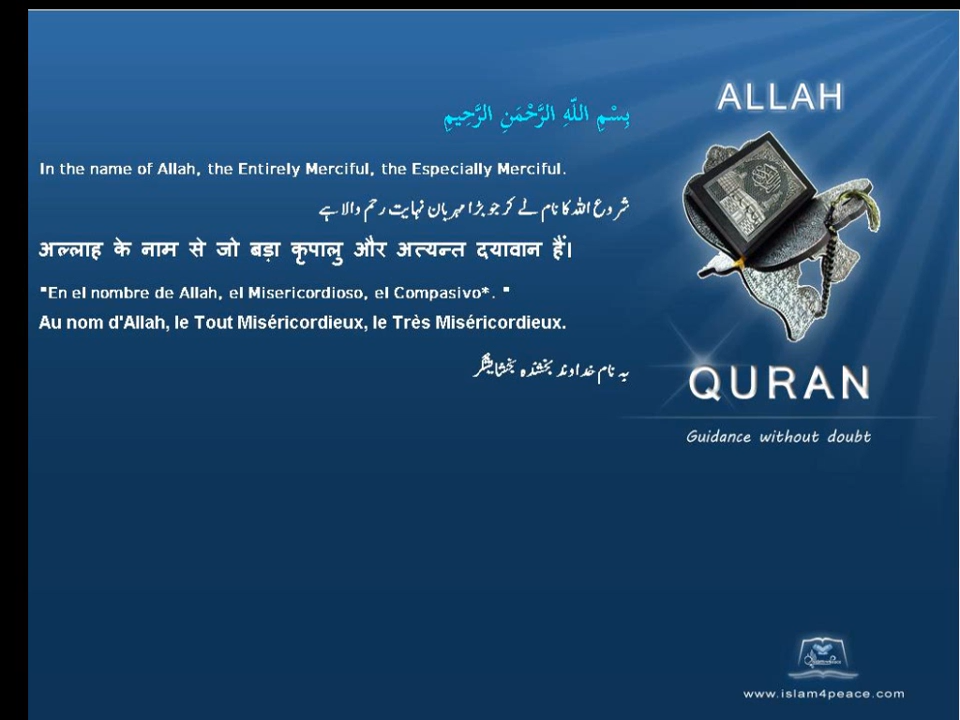 بِسْمِ اللّهِ الرَّحْمَنِ الرَّحِيمِ
In the name of Allah, the Entirely Merciful, the Especially Merciful.
شروع الله کا نام لے کر جو بڑا مہربان نہایت رحم والا ہے
अल्लाह के नाम से जो बड़ा कृपालु और अत्यन्त दयावान हैं।
"En el nombre de Allah, el Misericordioso, el Compasivo*. "
Au nom d'Allah, le Tout Miséricordieux, le Très Miséricordieux.
به نام خداوند بخشنده بخشایشگر
ALLAH
QURAN
Guidance without doubt
www.islam4peace.com